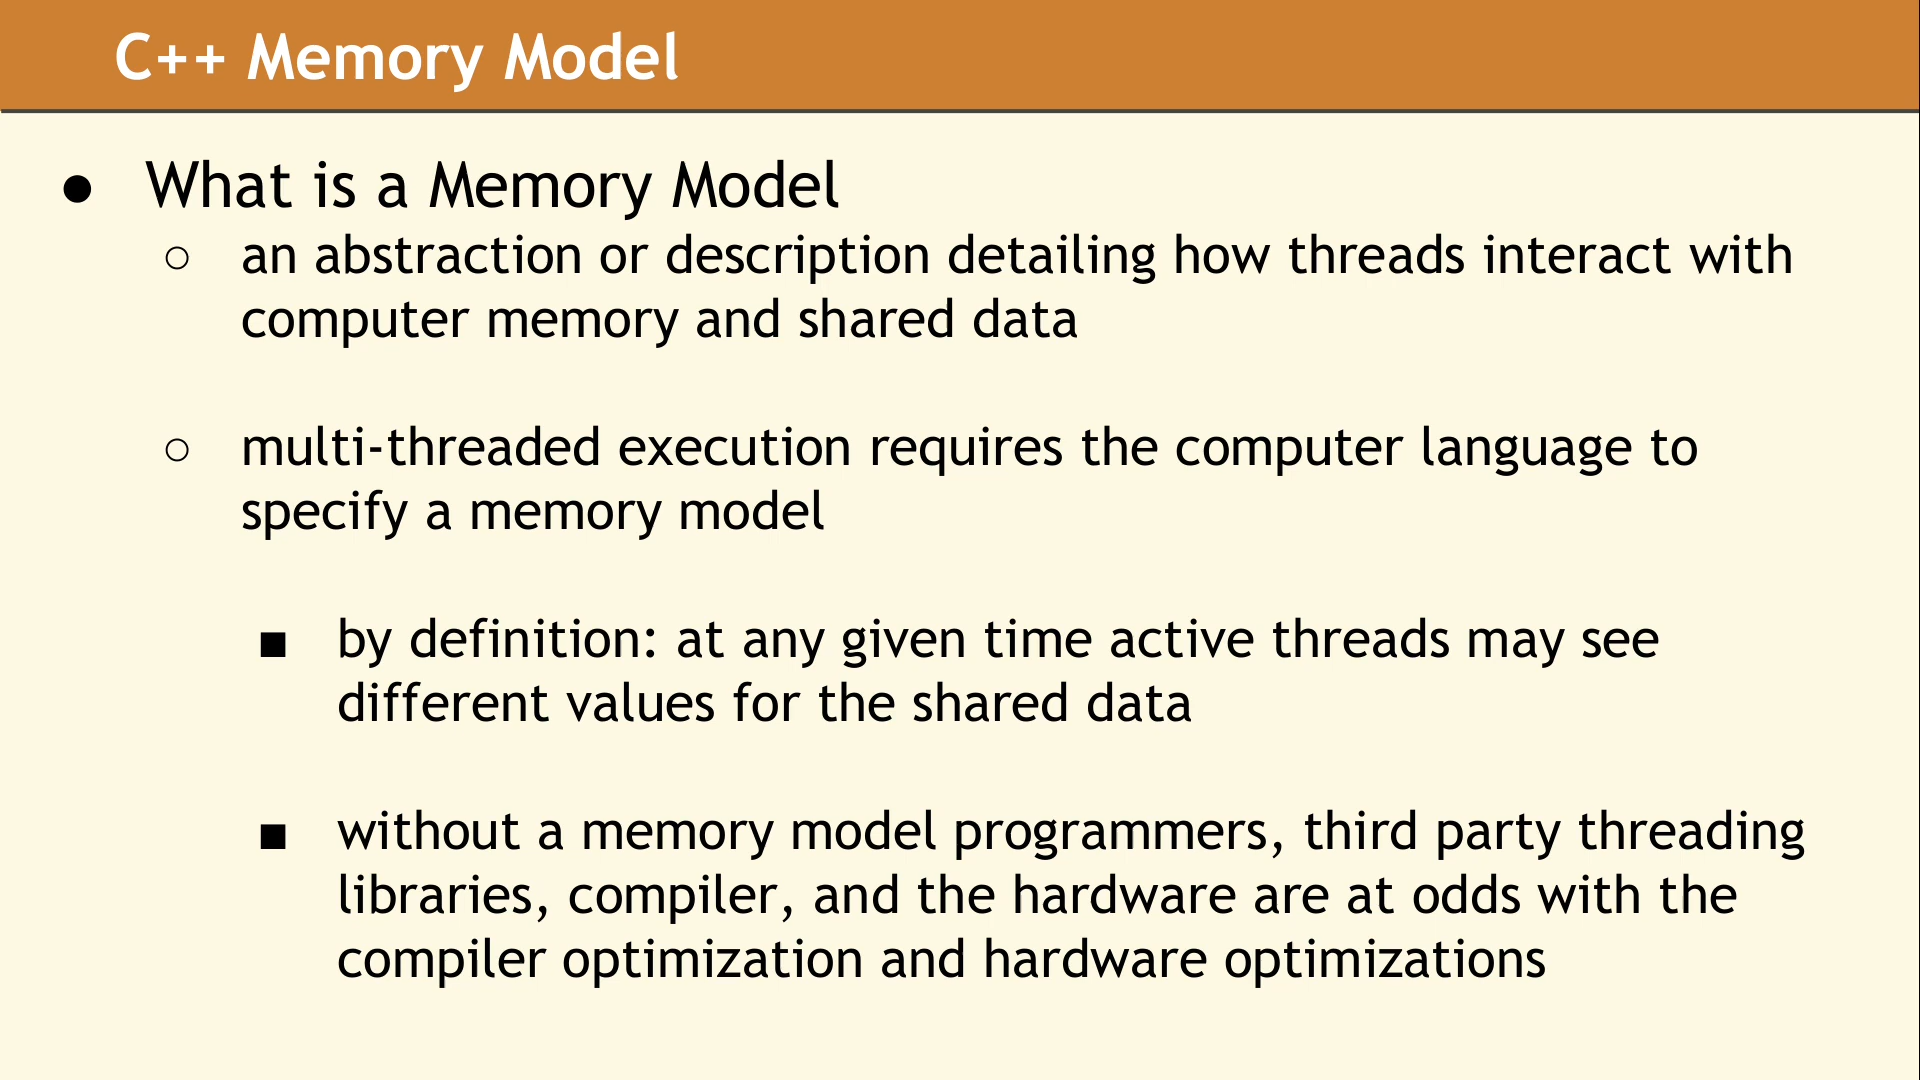 C++ Memory Model
● What is a Memory Model
○ an abstraction or description detailing how threads interact with
computer memory and shared data
○ multi-threaded execution requires the computer language to
specify a memory model
■ by definition: at any given time active threads may see
different values for the shared data
■ without a memory model programmers, third party threading
libraries, compiler, and the hardware are at odds with the
compiler optimization and hardware optimizations